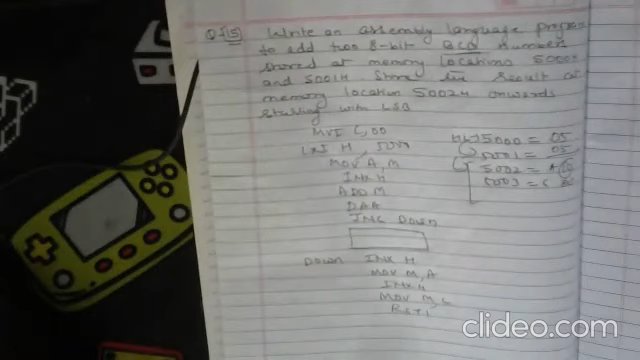 Q.15) Write an assembly language program
to add two 8-bit BCD numbers
stored at memory locations 5000H
and 5001H Store the result at
memory location 5002H onwards
starting with LSB
MVI C, 00
LXI H, 5000
MOV A, M
INX H
ADD M
DAA
JNC DOWN
DOWN INX H
MOV M, A
INX H
MOV M, C
RST 1
5000 = 05
5001 = 05
5002 = A
5003 = C
clideo.com